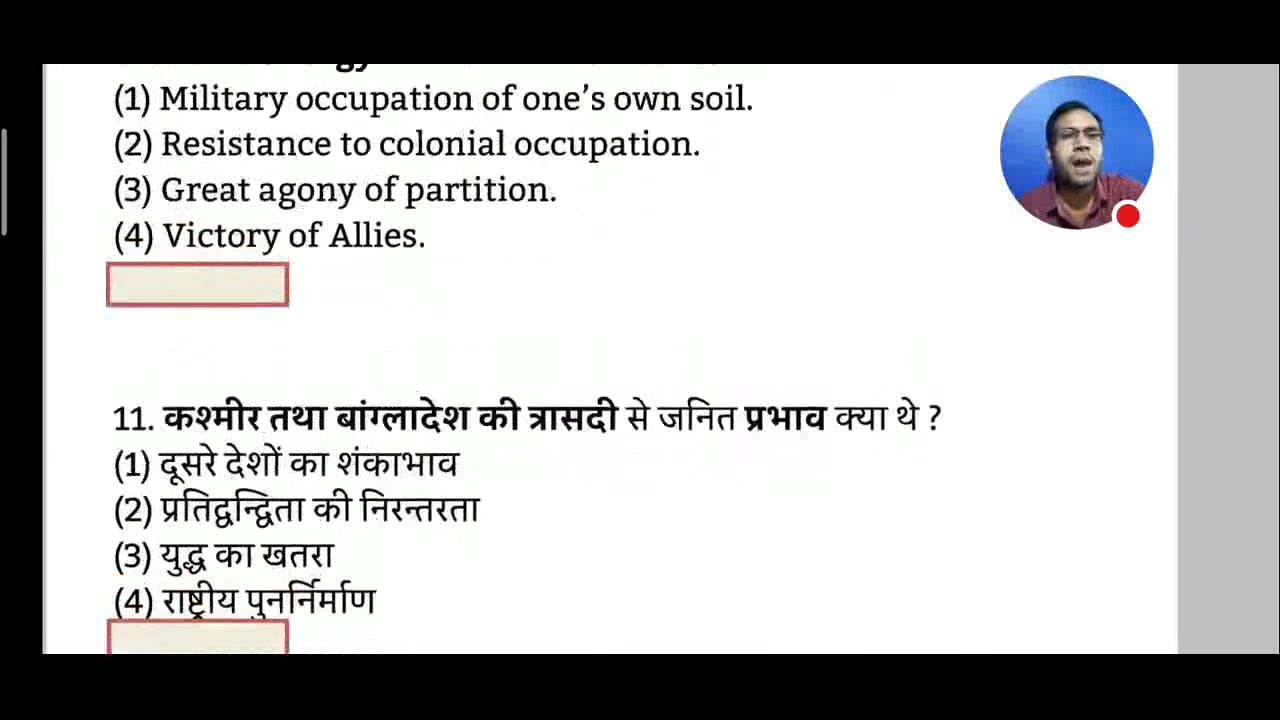 (1) Military occupation of one's own soil.
(2) Resistance to colonial occupation.
(3) Great agony of partition.
(4) Victory of Allies.
11. कश्मीर तथा बांग्लादेश की त्रासदी से जनित प्रभाव क्या थे ?
(1) दूसरे देशों का शंकाभाव
(2) प्रतिद्वन्द्विता की निरन्तरता
(3) युद्ध का खतरा
(4) राष्ट्रीय पुनर्निर्माण